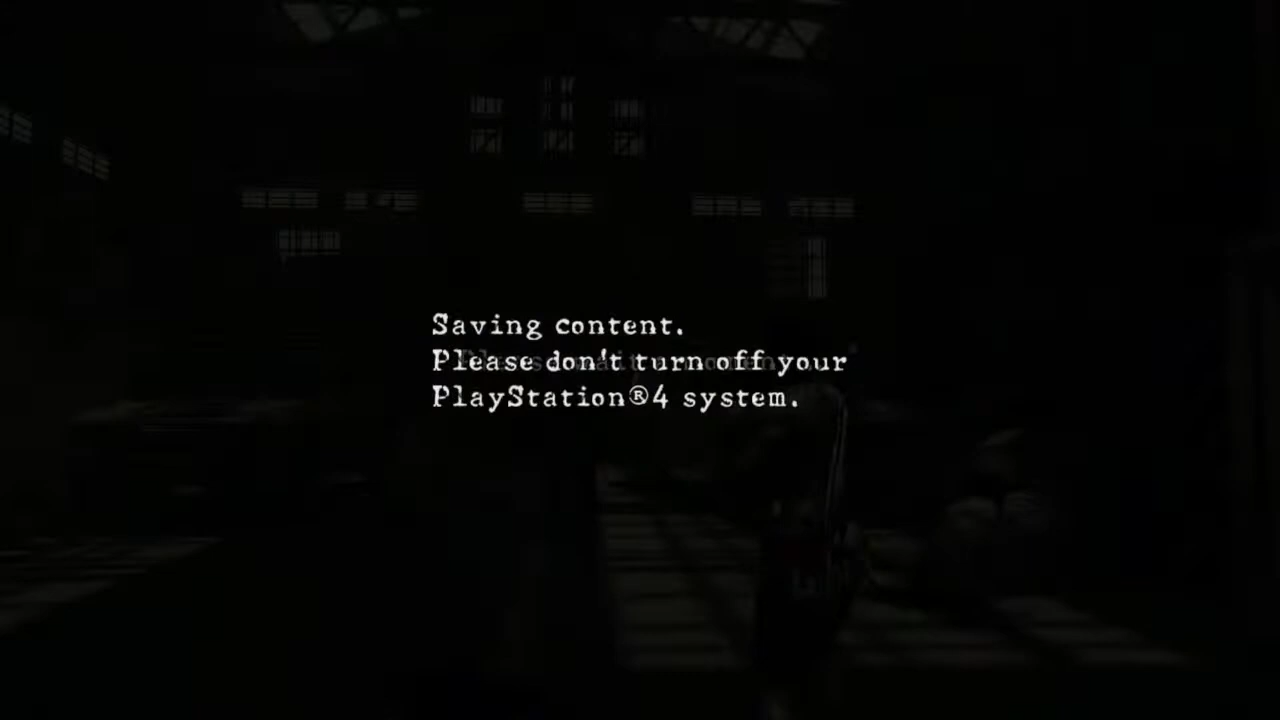 Saving content.
Please don't turn off your
PlayStation®4 system.